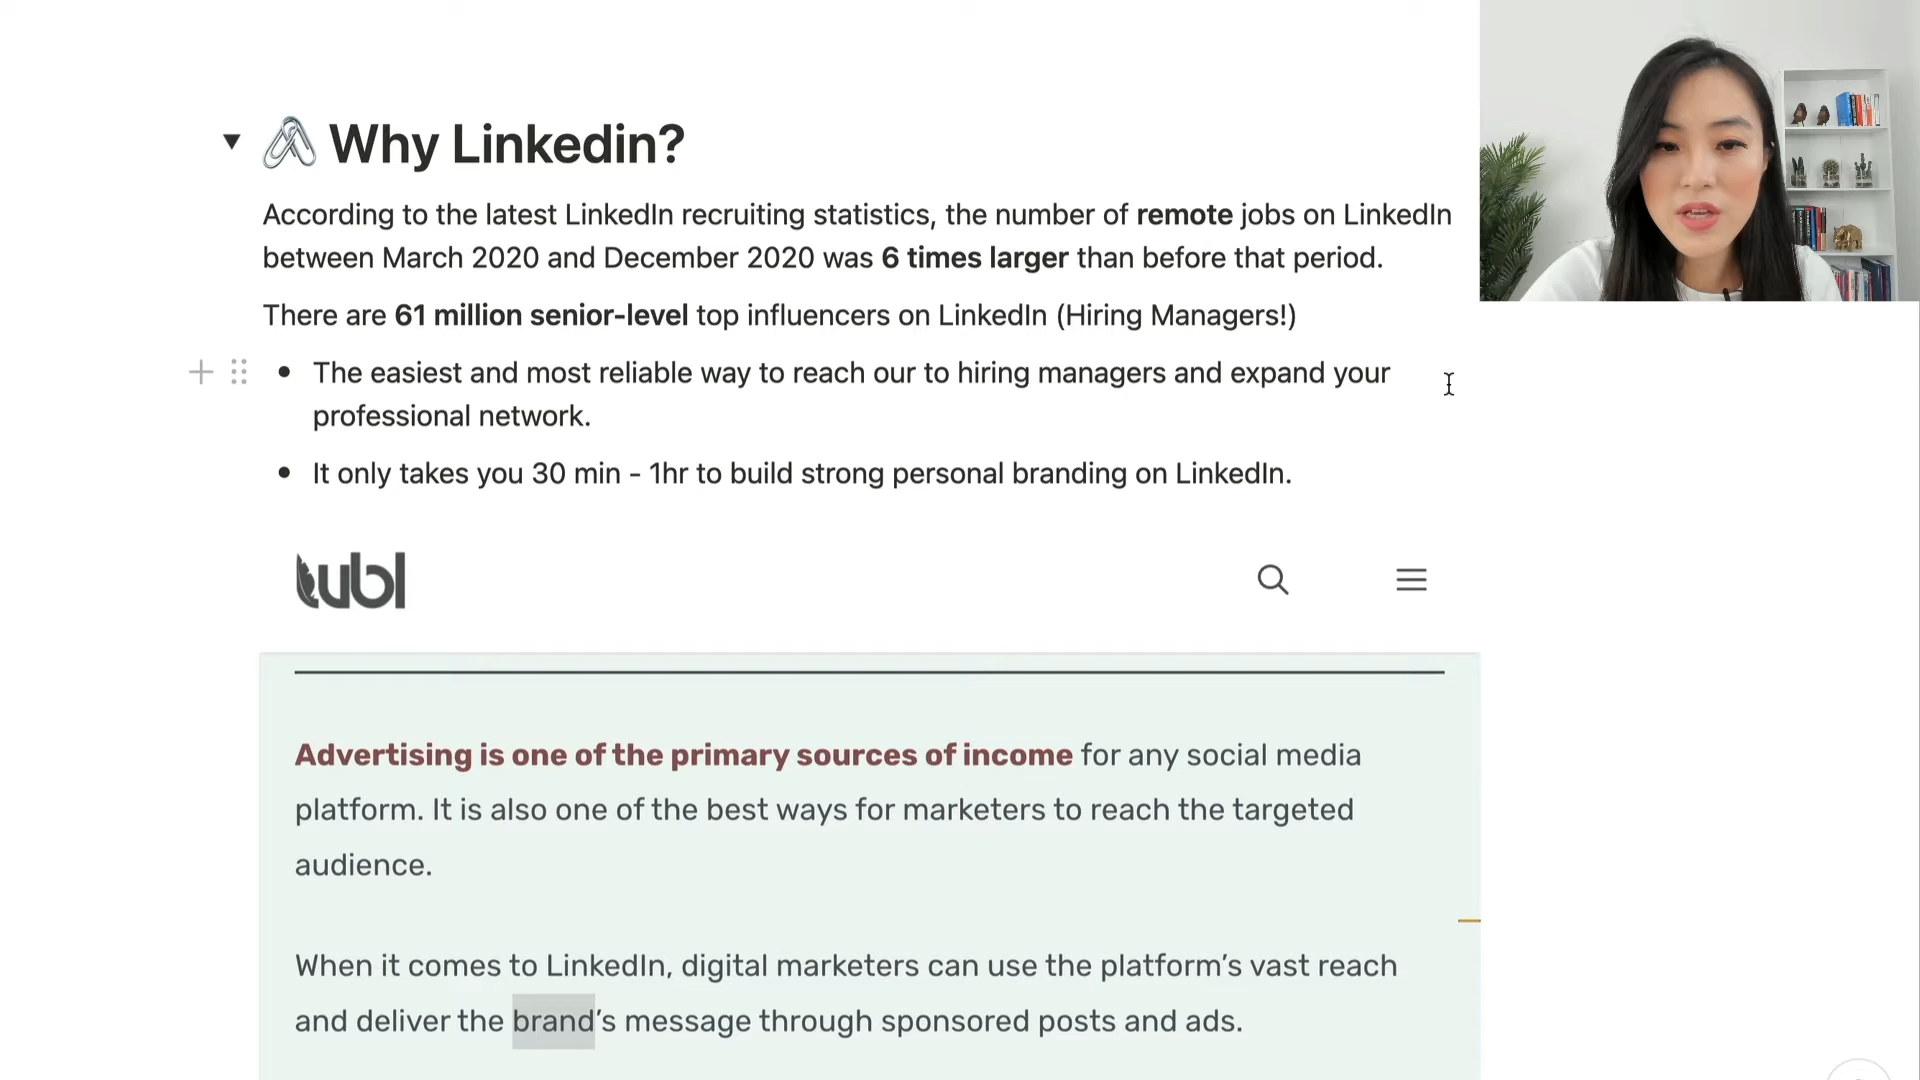 Why Linkedin?
According to the latest LinkedIn recruiting statistics, the number of remote jobs on LinkedIn
between March 2020 and December 2020 was 6 times larger than before that period.
There are 61 million senior-level top influencers on LinkedIn (Hiring Managers!)
The easiest and most reliable way to reach our to hiring managers and expand your
professional network.
It only takes you 30 min - 1hr to build strong personal branding on LinkedIn.
tubl
Advertising is one of the primary sources of income for any social media
platform. It is also one of the best ways for marketers to reach the targeted
audience.
When it comes to LinkedIn, digital marketers can use the platform’s vast reach
and deliver the brand’s message through sponsored posts and ads.